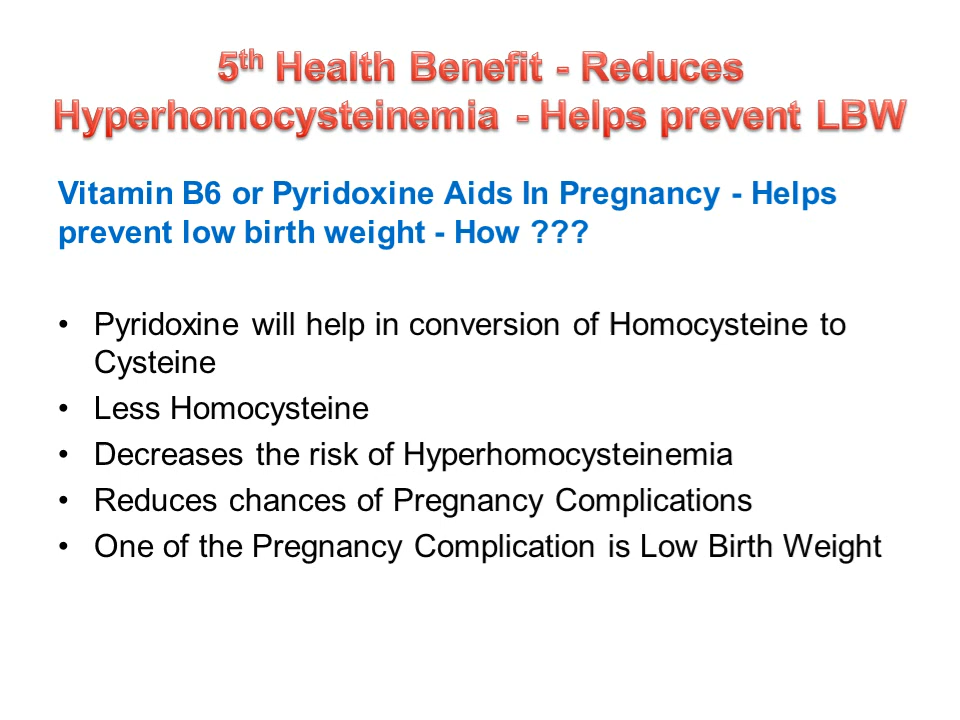 5th Health Benefit - Reduces
Hyperhomocysteinemia - Helps prevent LBW
Vitamin B6 or Pyridoxine Aids In Pregnancy - Helps
prevent low birth weight - How ???
• Pyridoxine will help in conversion of Homocysteine to
Cysteine
• Less Homocysteine
• Decreases the risk of Hyperhomocysteinemia
• Reduces chances of Pregnancy Complications
• One of the Pregnancy Complication is Low Birth Weight